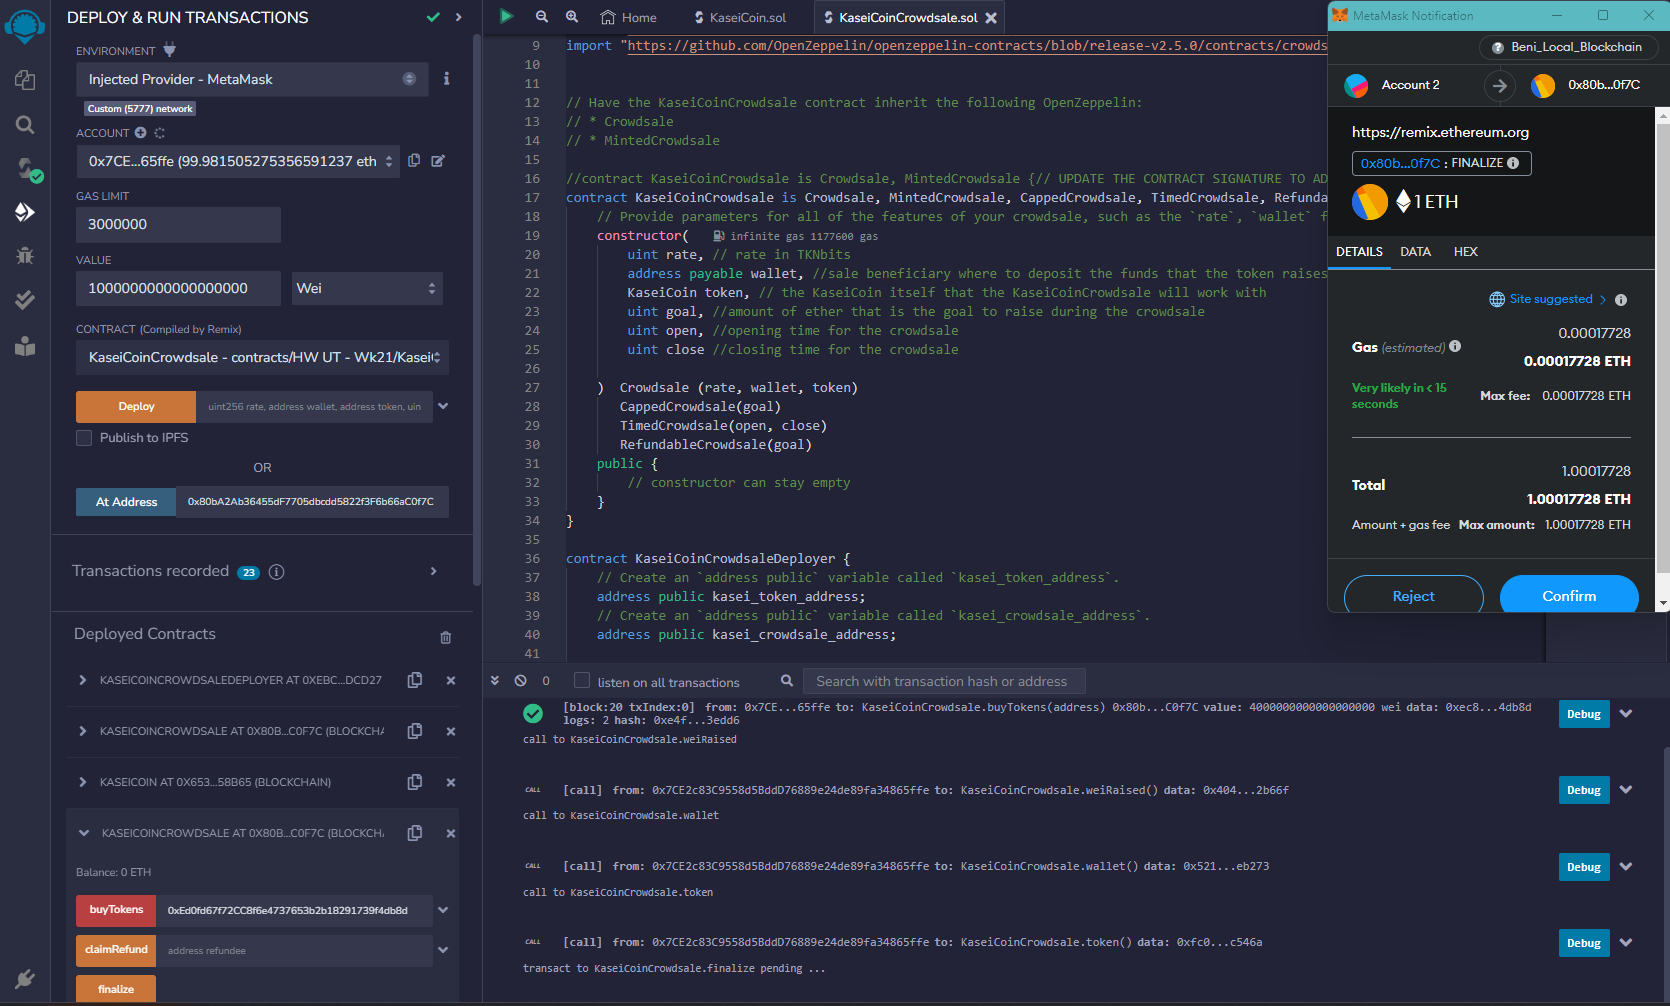 DEPLOY & RUN TRANSACTIONS
ENVIRONMENT
Injected Provider - MetaMask
Custom (5777) network
ACCOUNT
0x7CE...65ffe (99.981505275356591237 eth
GAS LIMIT
3000000
VALUE
1000000000000000000
Wei
CONTRACT (Compiled by Remix)
KaseiCoinCrowdsale - contracts/HW UT - Wk21/Kasei
Deploy
uint256 rate, address wallet, address token, uin
Publish to IPFS
OR
At Address
0x80bA2Ab36455dF7705dbcdd5822f3F6b66aC0f7C
Transactions recorded 23
Deployed Contracts
KASEICOINCROWDSALEDEPLOYER AT 0XEBC...DCD27
KASEICOINCROWDSALE AT 0X80B...C0F7C (BLOCKCHA
KASEICOIN AT 0X653...58B65 (BLOCKCHAIN)
KASEICOINCROWDSALE AT 0X80B...C0F7C (BLOCKCHA
Balance: 0 ETH
buyTokens
0xEd0fd67f72CC8f6e4737653b2b18291739f4db8d
claimRefund
address refundee
finalize
Home
KaseiCoin.sol
KaseiCoinCrowdsale.sol
9 import "https://github.com/OpenZeppelin/openzeppelin-contracts/blob/release-v2.5.0/contracts/crowds
10
11
12 // Have the KaseiCoinCrowdsale contract inherit the following OpenZeppelin:
13 // * Crowdsale
14 // * MintedCrowdsale
15
16 //contract KaseiCoinCrowdsale is Crowdsale, MintedCrowdsale {// UPDATE THE CONTRACT SIGNATURE TO AD
17 contract KaseiCoinCrowdsale is Crowdsale, MintedCrowdsale, CappedCrowdsale, TimedCrowdsale, Refunda
18 // Provide parameters for all of the features of your crowdsale, such as the `rate`, `wallet` f
19 constructor( infinite gas 1177600 gas
20 uint rate, // rate in TKNbits
21 address payable wallet, //sale beneficiary where to deposit the funds that the token raises
22 KaseiCoin token, // the KaseiCoin itself that the KaseiCoinCrowdsale will work with
23 uint goal, //amount of ether that is the goal to raise during the crowdsale
24 uint open, //opening time for the crowdsale
25 uint close //closing time for the crowdsale
26
27 ) Crowdsale (rate, wallet, token)
28 CappedCrowdsale(goal)
29 TimedCrowdsale(open, close)
30 RefundableCrowdsale(goal)
31 public {
32 // constructor can stay empty
33 }
34 }
35
36 contract KaseiCoinCrowdsaleDeployer {
37 // Create an `address public` variable called `kasei_token_address`.
38 address public kasei_token_address;
39 // Create an `address public` variable called `kasei_crowdsale_address`.
40 address public kasei_crowdsale_address;
41
0
listen on all transactions
Search with transaction hash or address
[block:20 txIndex:0] from: 0x7CE...65ffe to: KaseiCoinCrowdsale.buyTokens(address) 0x80b...C0f7C value: 4000000000000000000 wei data: 0xec8...4db8d
logs: 2 hash: 0xe4f...3edd6
Debug
call to KaseiCoinCrowdsale.weiRaised
CALL [call] from: 0x7CE2c83C9558d5BddD76889e24de89fa34865ffe to: KaseiCoinCrowdsale.weiRaised() data: 0x404...2b66f
Debug
call to KaseiCoinCrowdsale.wallet
CALL [call] from: 0x7CE2c83C9558d5BddD76889e24de89fa34865ffe to: KaseiCoinCrowdsale.wallet() data: 0x521...eb273
Debug
call to KaseiCoinCrowdsale.token
CALL [call] from: 0x7CE2c83C9558d5BddD76889e24de89fa34865ffe to: KaseiCoinCrowdsale.token() data: 0xfc0...c546a
Debug
transact to KaseiCoinCrowdsale.finalize pending ...
MetaMask Notification
Beni_Local_Blockchain
Account 2
0x80b...0f7C
https://remix.ethereum.org
0x80b...0f7C : FINALIZE
1 ETH
DETAILS
DATA
HEX
Site suggested
0.00017728
Gas (estimated)
0.00017728 ETH
Very likely in < 15 seconds
Max fee: 0.00017728 ETH
1.00017728
Total
1.00017728 ETH
Amount + gas fee Max amount: 1.00017728 ETH
Reject
Confirm